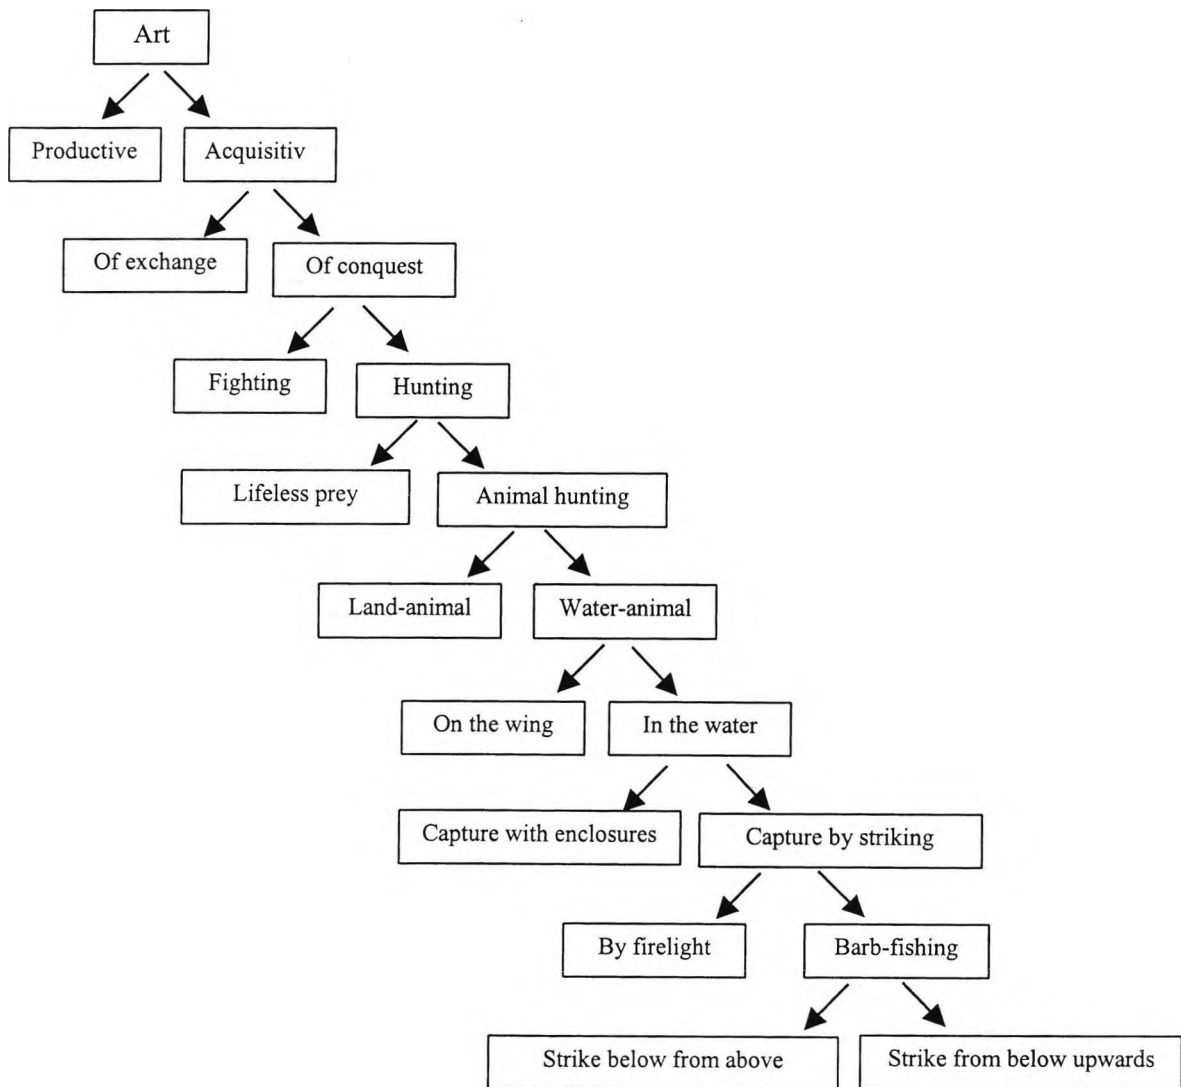 Art
Productive
Acquisitiv
Of exchange
Of conquest
Fighting
Hunting
Lifeless prey
Animal hunting
Land-animal
Water-animal
On the wing
In the water
Capture with enclosures
Capture by striking
By firelight
Barb-fishing
Strike below from above
Strike from below upwards